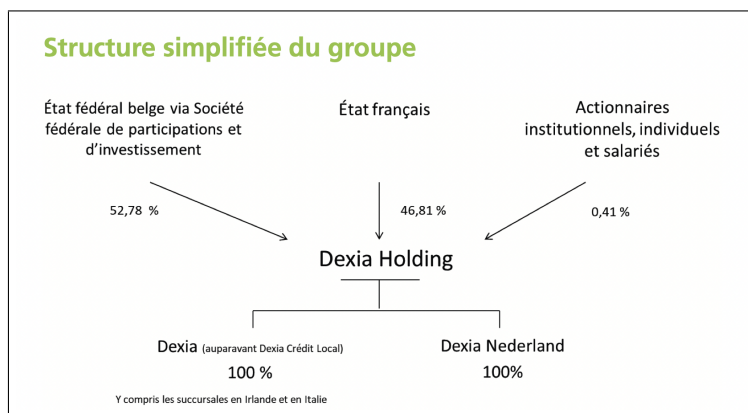 Structure simplifiée du groupe
État fédéral belge via Société
fédérale de participations et
d'investissement
État français
Actionnaires
institutionnels, individuels
et salariés
52,78 %
46,81 %
0,41 %
Dexia Holding
Dexia (auparavant Dexia Crédit Local)
100 %
Dexia Nederland
100%
Y compris les succursales en Irlande et en Italie